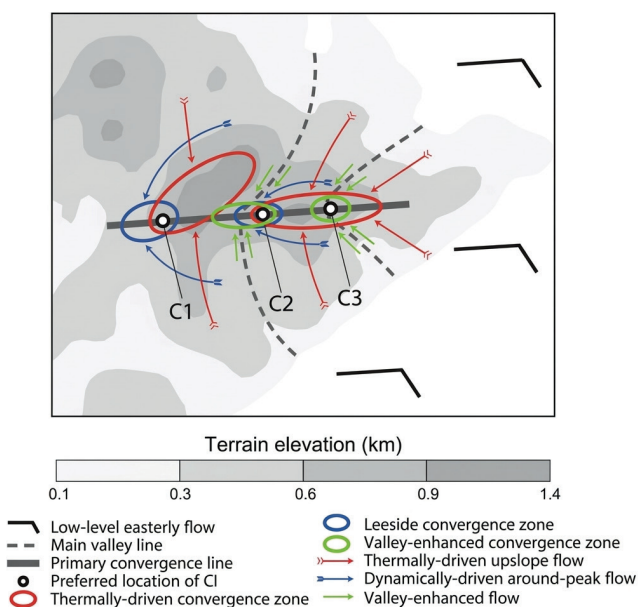 C1
C2
C3
Terrain elevation (km)
0.1 0.3 0.6 0.9 1.4
Low-level easterly flow
Main valley line
Primary convergence line
Preferred location of CI
Thermally-driven convergence zone
Leeside convergence zone
Valley-enhanced convergence zone
Thermally-driven upslope flow
Dynamically-driven around-peak flow
Valley-enhanced flow